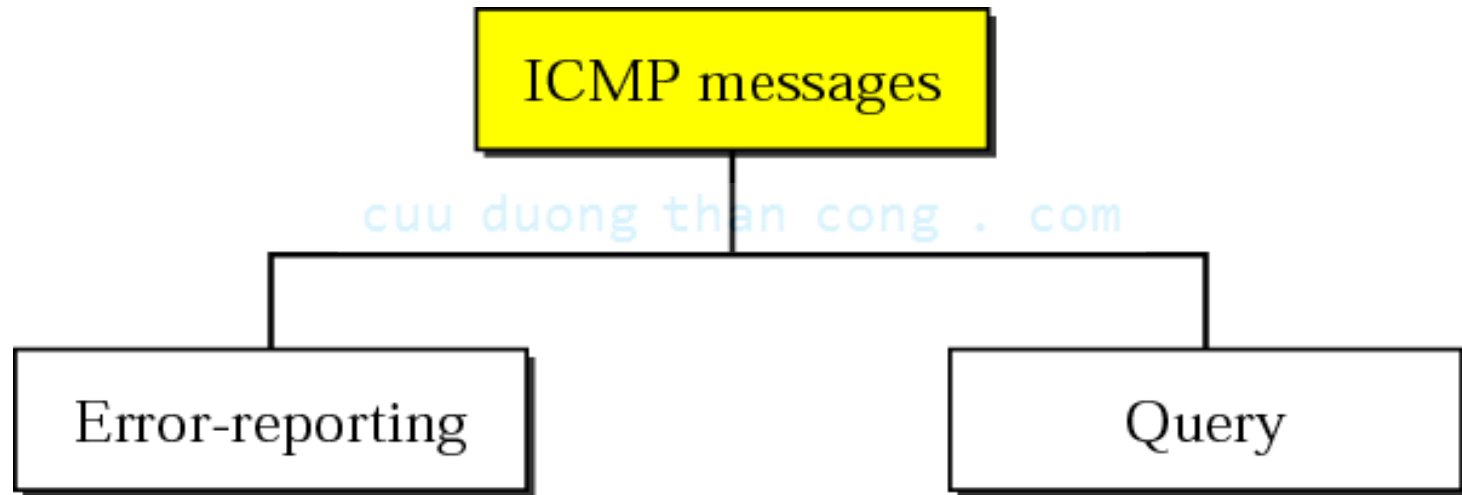 ICMP messages
cuu duong than cong . com
Error-reporting
Query